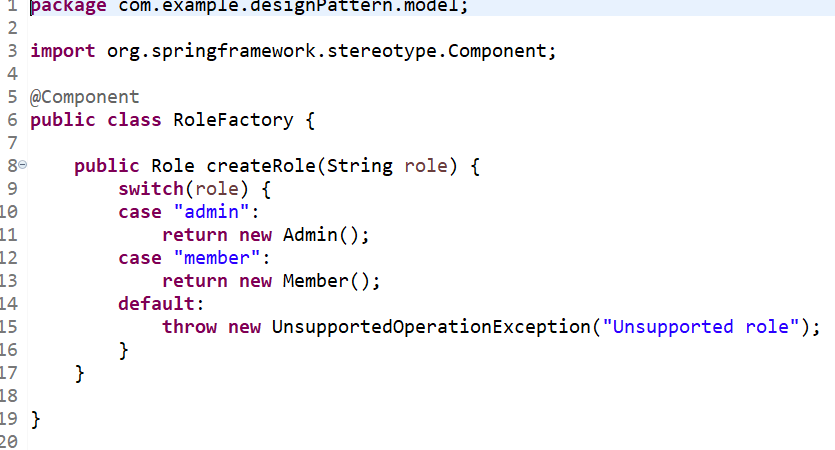 1 package com.example.designPattern.model;
2
3 import org.springframework.stereotype.Component;
4
5 @Component
6 public class RoleFactory {
7
8     public Role createRole(String role) {
9         switch(role) {
10         case "admin":
11             return new Admin();
12         case "member":
13             return new Member();
14         default:
15             throw new UnsupportedOperationException("Unsupported role");
16         }
17     }
18
19 }
20